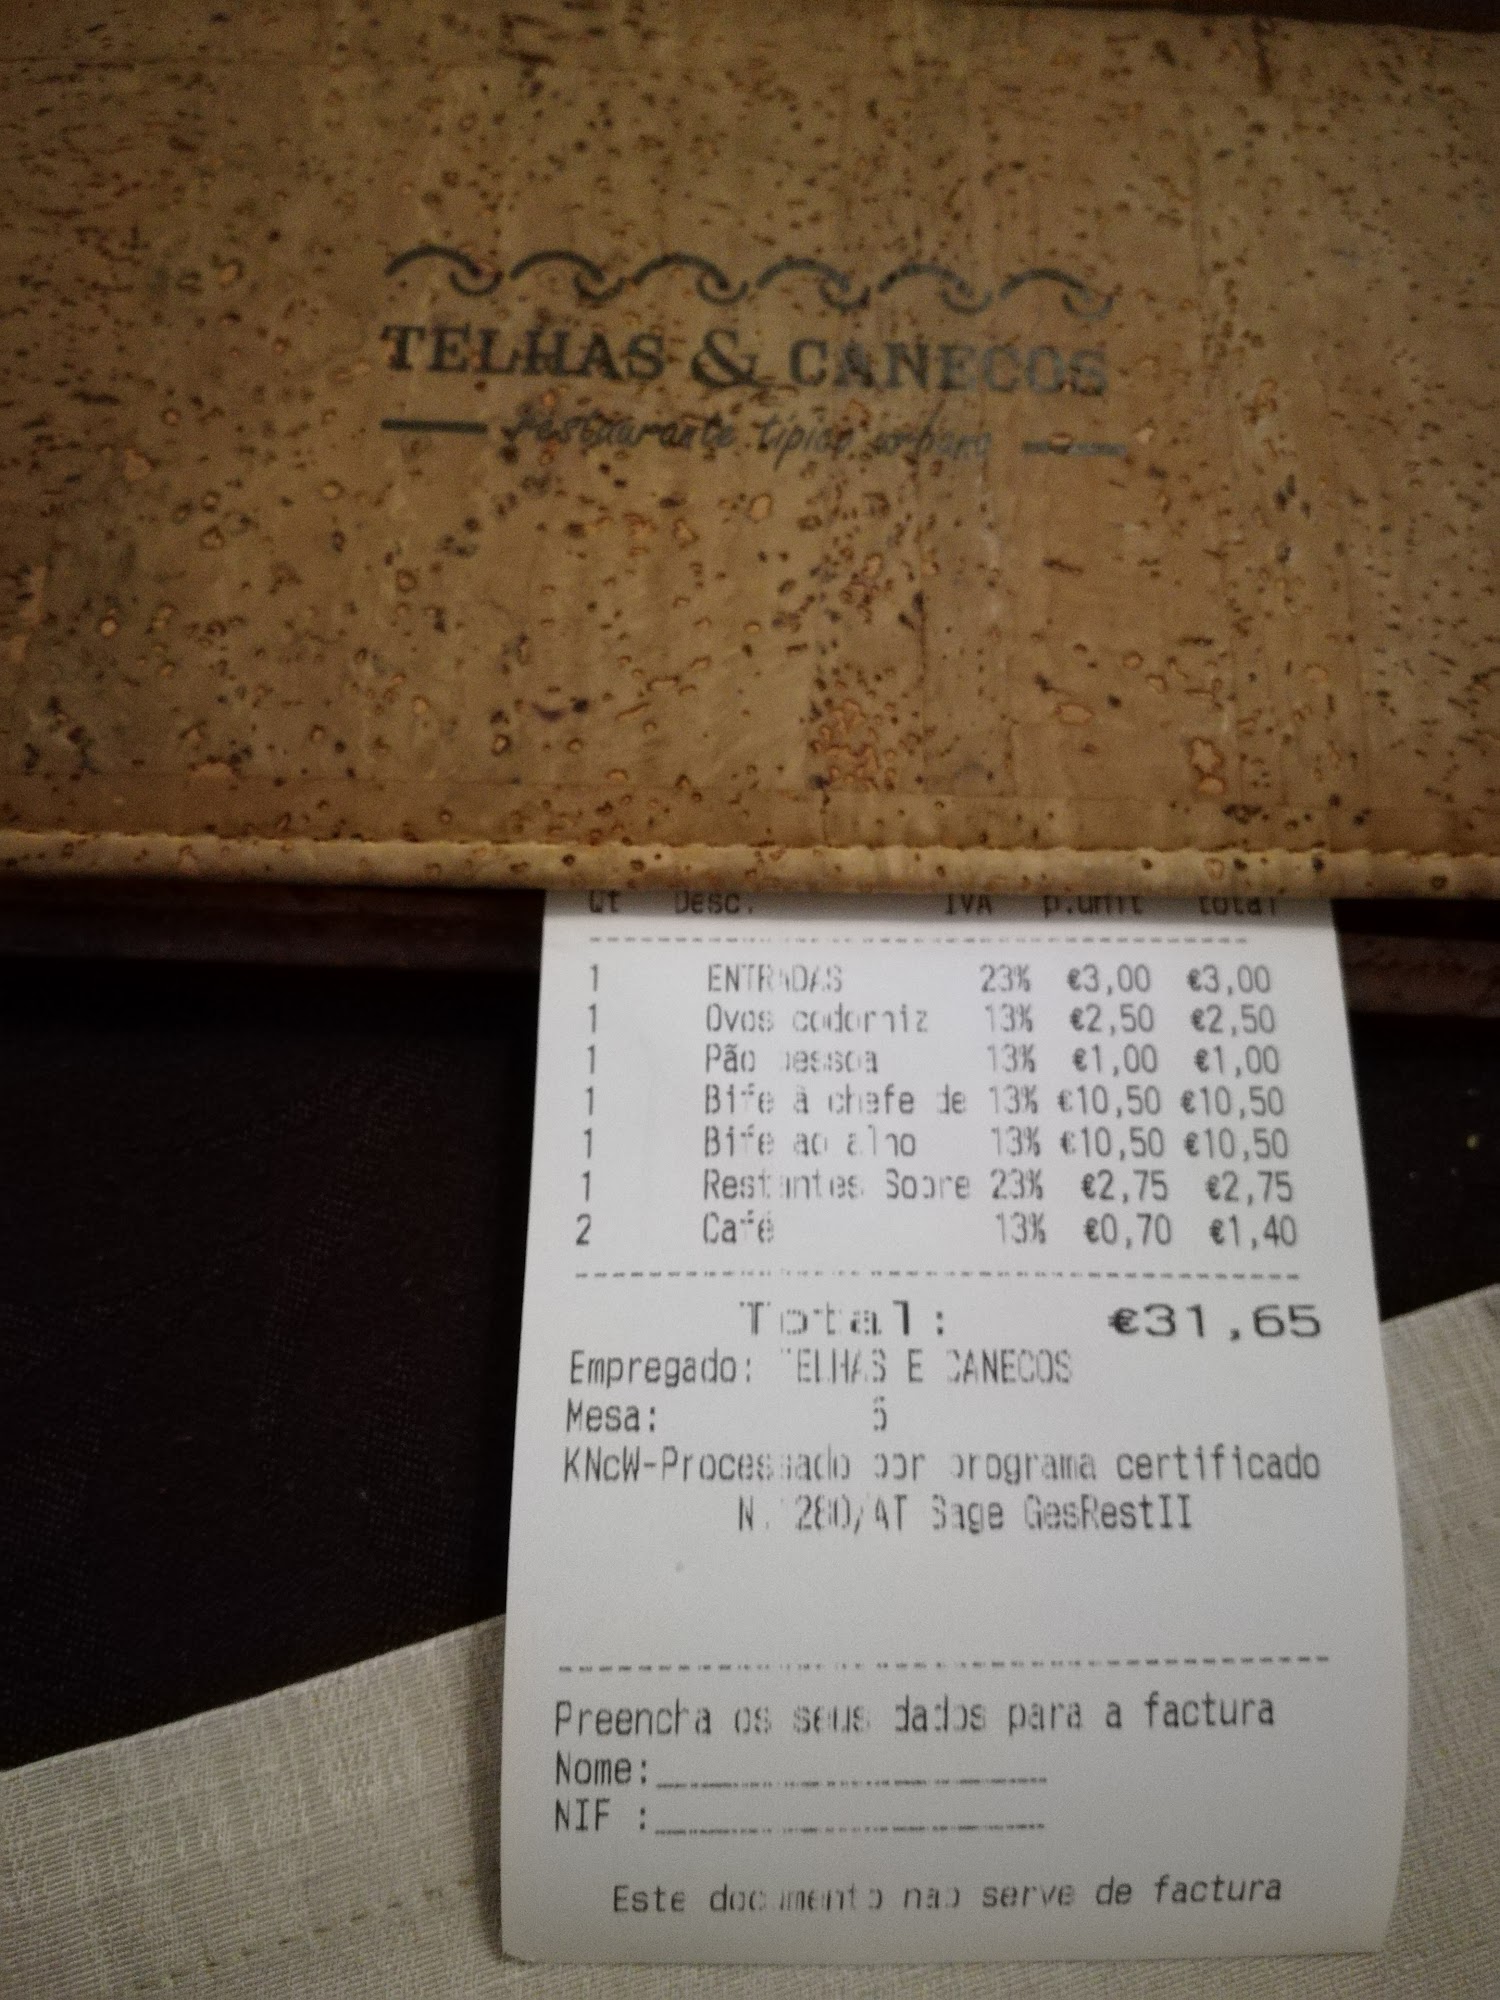 TELHAS & CANECOS
restaurante típico urbano
Qt Desc. IVA p.unit total
1 ENTRADAS 23% €3,00 €3,00
1 Ovos codorniz 13% €2,50 €2,50
1 Pão pessoa 13% €1,00 €1,00
1 Bife à chefe de 13% €10,50 €10,50
1 Bife ao alho 13% €10,50 €10,50
1 Restantes Sobre 23% €2,75 €2,75
2 Café 13% €0,70 €1,40
Total: €31,65
Empregado: TELHAS E CANECOS
Mesa:
KNcW-Processado por programa certificado
N. 280/AT Sage GesRestII
Preencha os seus dados para a factura
Nome:
NIF :
Este documento nao serve de factura